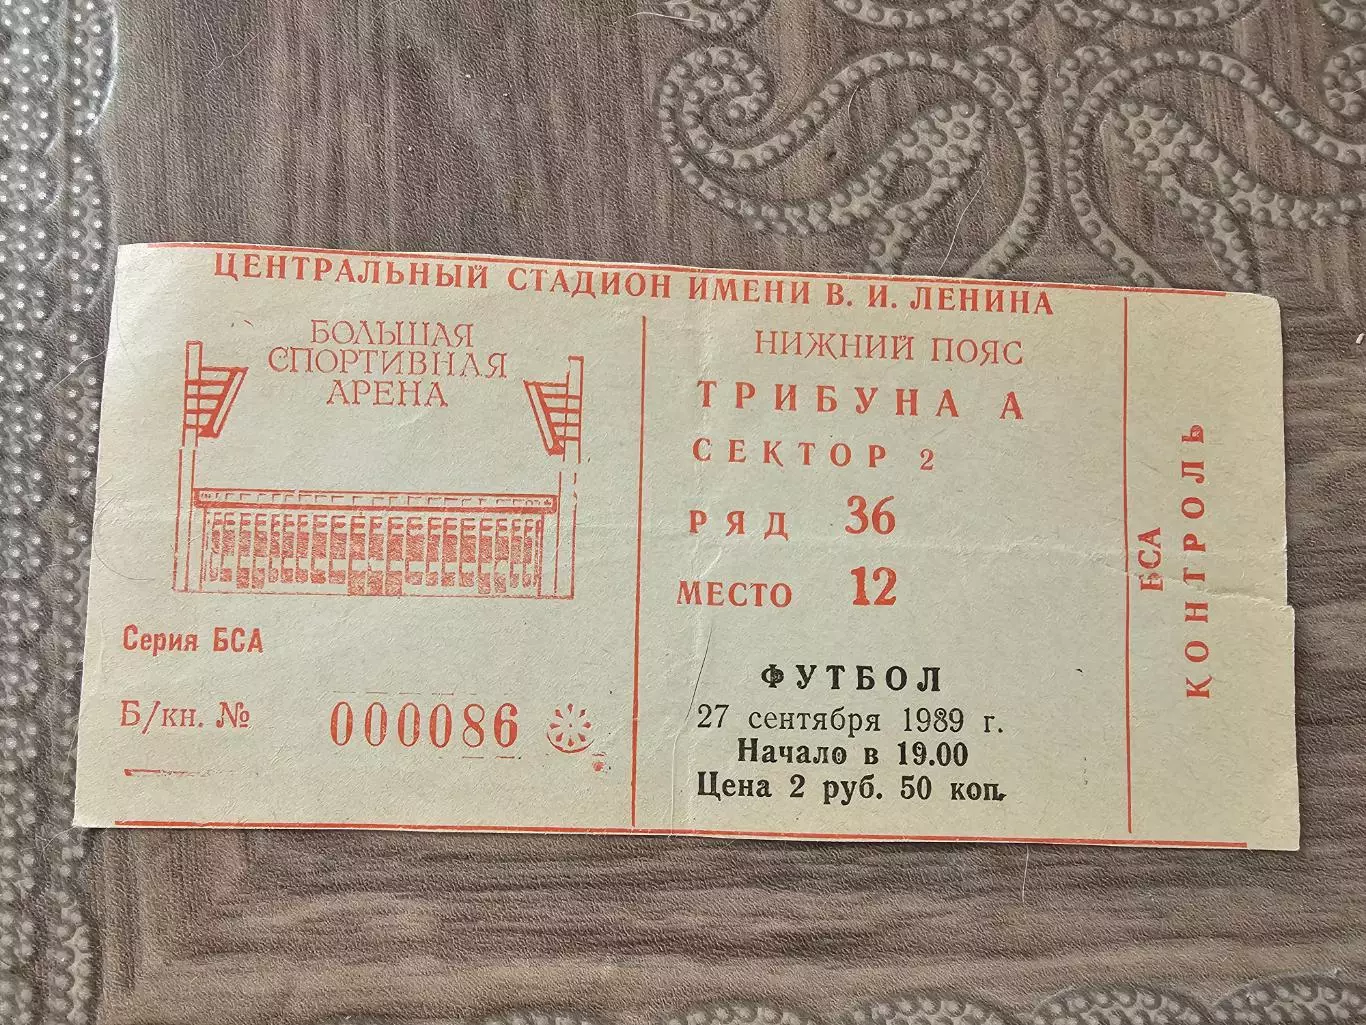 ЦЕНТРАЛЬНЫЙ СТАДИОН ИМЕНИ В. И. ЛЕНИНА
БОЛЬШАЯ
СПОРТИВНАЯ
АРЕНА
Серия БСА
Б/кн. № 000086
НИЖНИЙ ПОЯС
ТРИБУНА А
СЕКТОР 2
РЯД 36
МЕСТО 12
ФУТБОЛ
27 сентября 1989 г.
Начало в 19.00
Цена 2 руб. 50 коп.
БСА
КОНТРОЛЬ